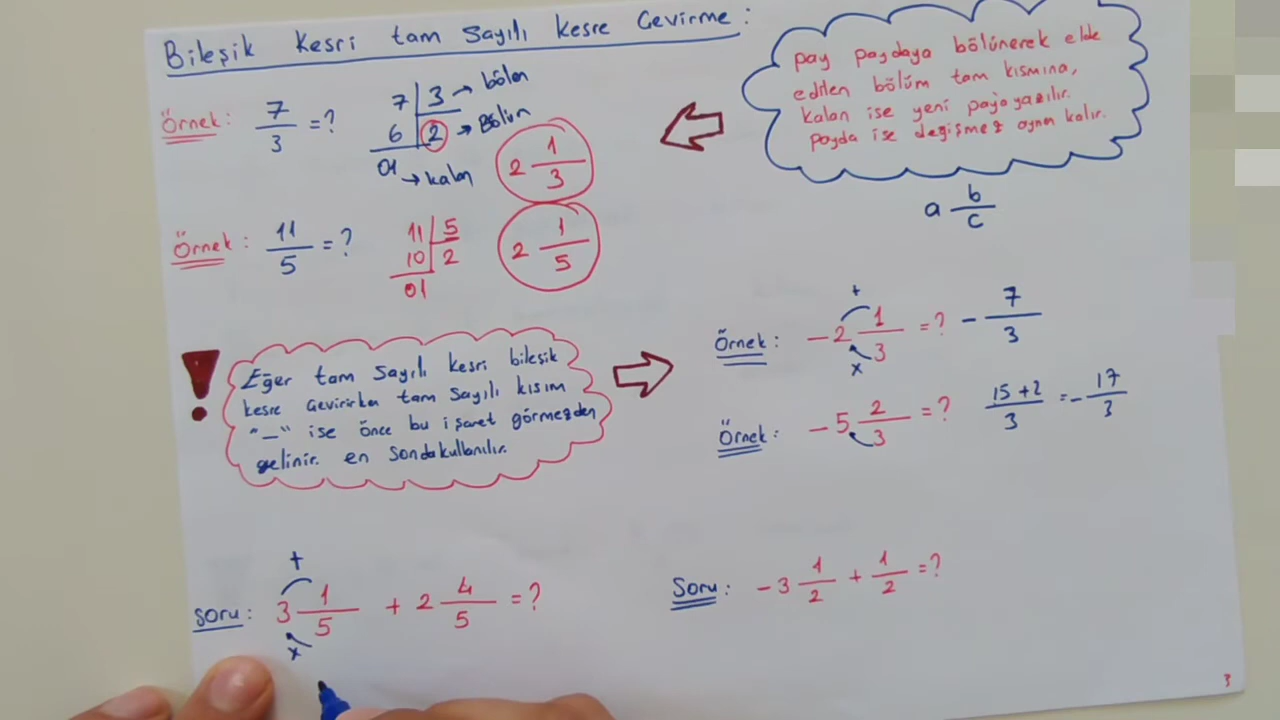 Bileşik Kesri tam sayılı kesre Çevirme:
pay paydaya bölünerek elde
edilen bölüm tam kısmına,
kalan ise yeni paya yazılır.
payda ise değişmez aynen kalır.
a b/c
Örnek: 7/3 = ?
7 | 3 → bölen
6 | 2 → Bölüm
01 → kalan
2 1/3
Örnek: 11/5 = ?
11 | 5
10 | 2
01
2 1/5
! Eğer tam sayılı kesri bileşik
kesre çevirirken tam sayılı kısım
"-" ise önce bu işaret görmezden
gelinir. en sonda kullanılır.
+
Örnek: -2 1/3 = ? - 7/3
x
Örnek: -5 2/3 = ? 15+2/3 = - 17/3
+
soru: 3 1/5 + 2 4/5 = ?
x
Soru: -3 1/2 + 1/2 = ?
3